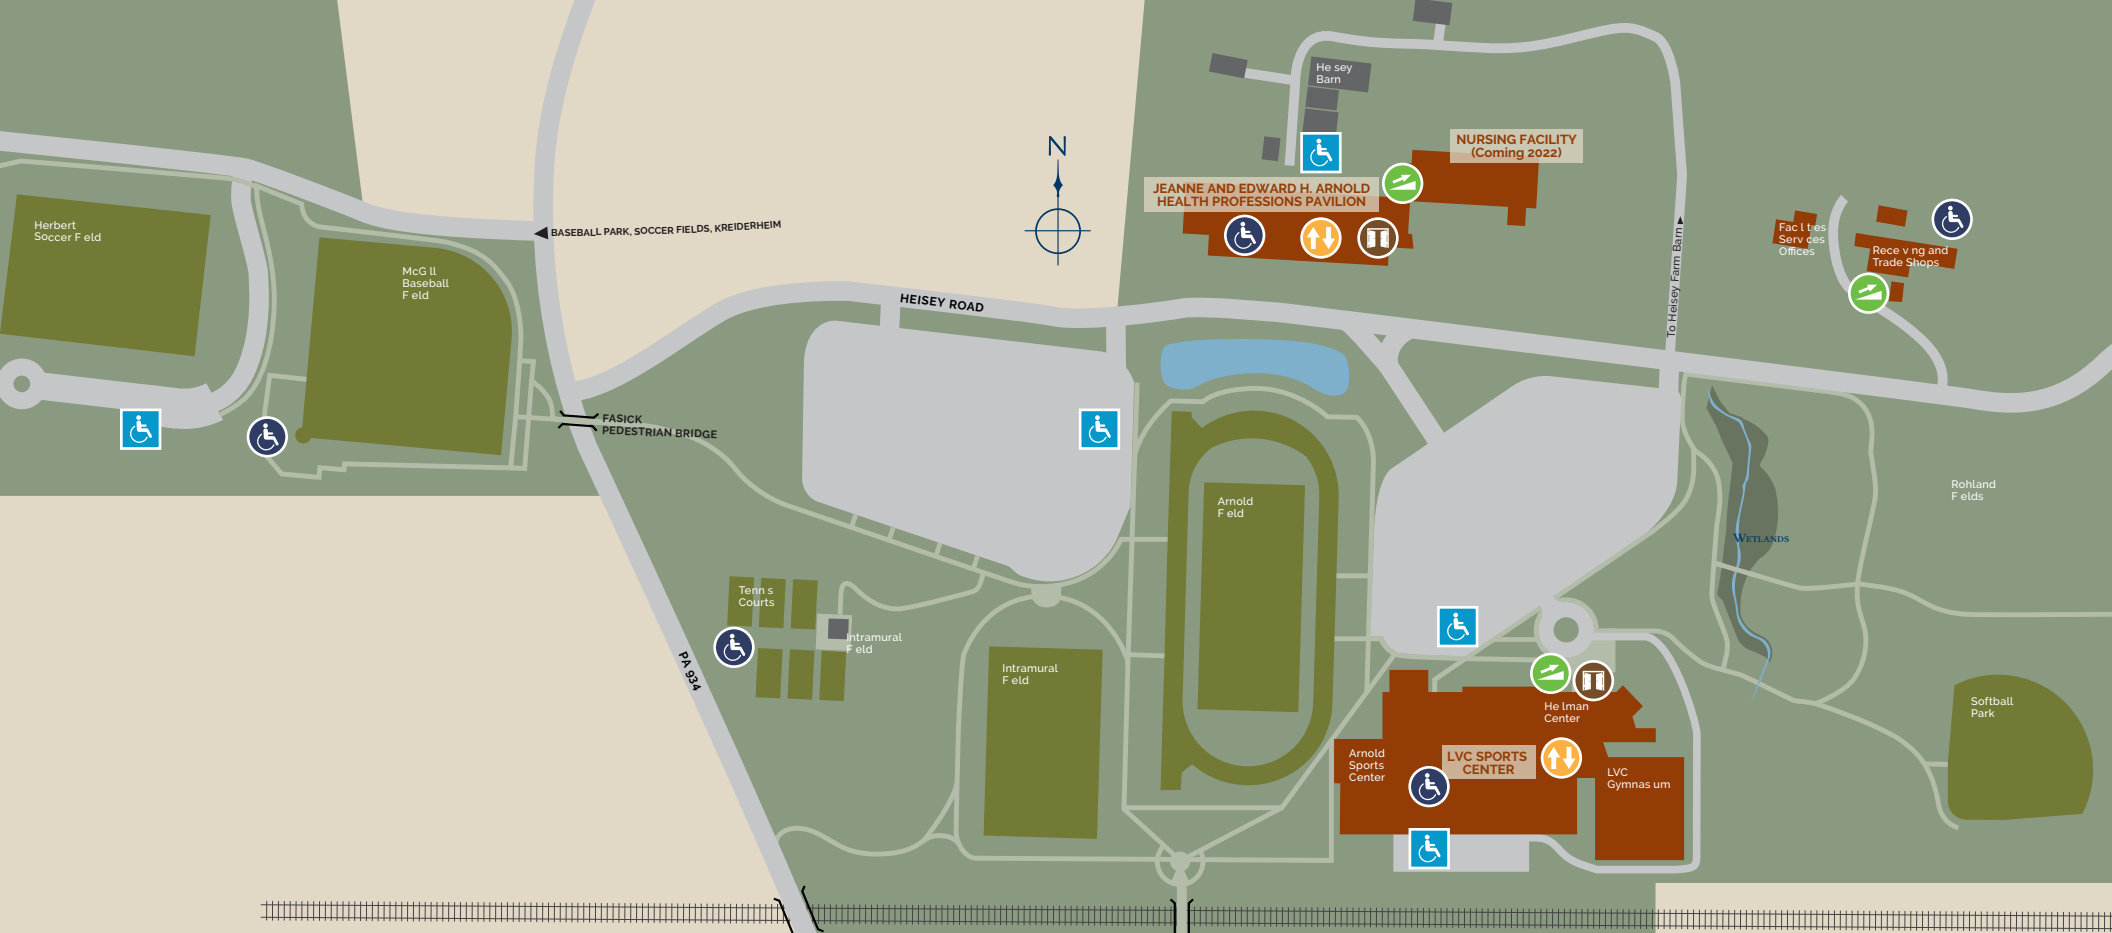 He sey
Barn
NURSING FACILITY
(Coming 2022)
N
JEANNE AND EDWARD H. ARNOLD
HEALTH PROFESSIONS PAVILION
Herbert
Soccer F eld
BASEBALL PARK, SOCCER FIELDS, KREIDERHEIM
Fac l t es
Serv ces
Offices
Rece v ng and
Trade Shops
McG ll
Baseball
F eld
To Heisey Farm Barn
HEISEY ROAD
FASICK
PEDESTRIAN BRIDGE
Arnold
F eld
Rohland
F elds
WETLANDS
Tenn s
Courts
Intramural
F eld
Intramural
F eld
PA 934
He lman
Center
Softball
Park
Arnold
Sports
Center
LVC SPORTS
CENTER
LVC
Gymnas um